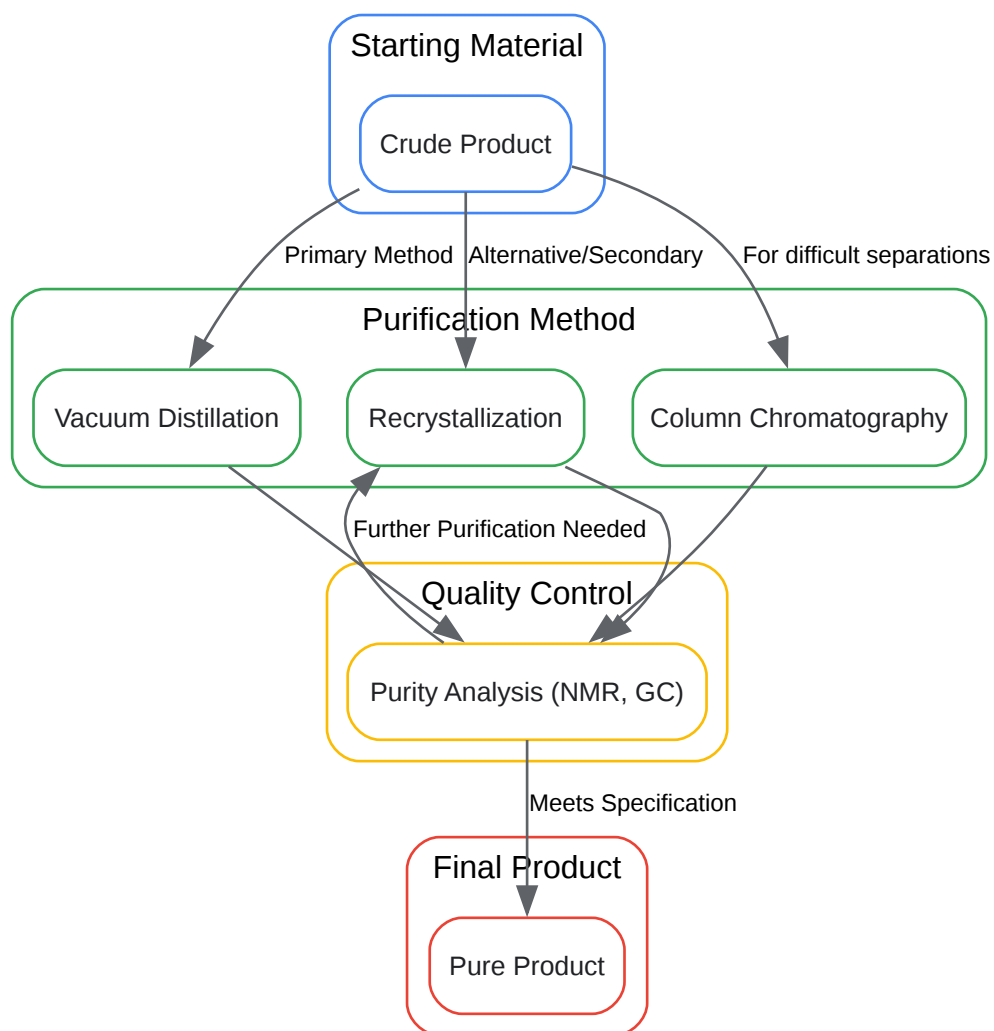 Starting Material
Crude Product
Primary Method
Alternative/Secondary
For difficult separations
Purification Method
Vacuum Distillation
Recrystallization
Column Chromatography
Further Purification Needed
Quality Control
Purity Analysis (NMR, GC)
Meets Specification
Final Product
Pure Product